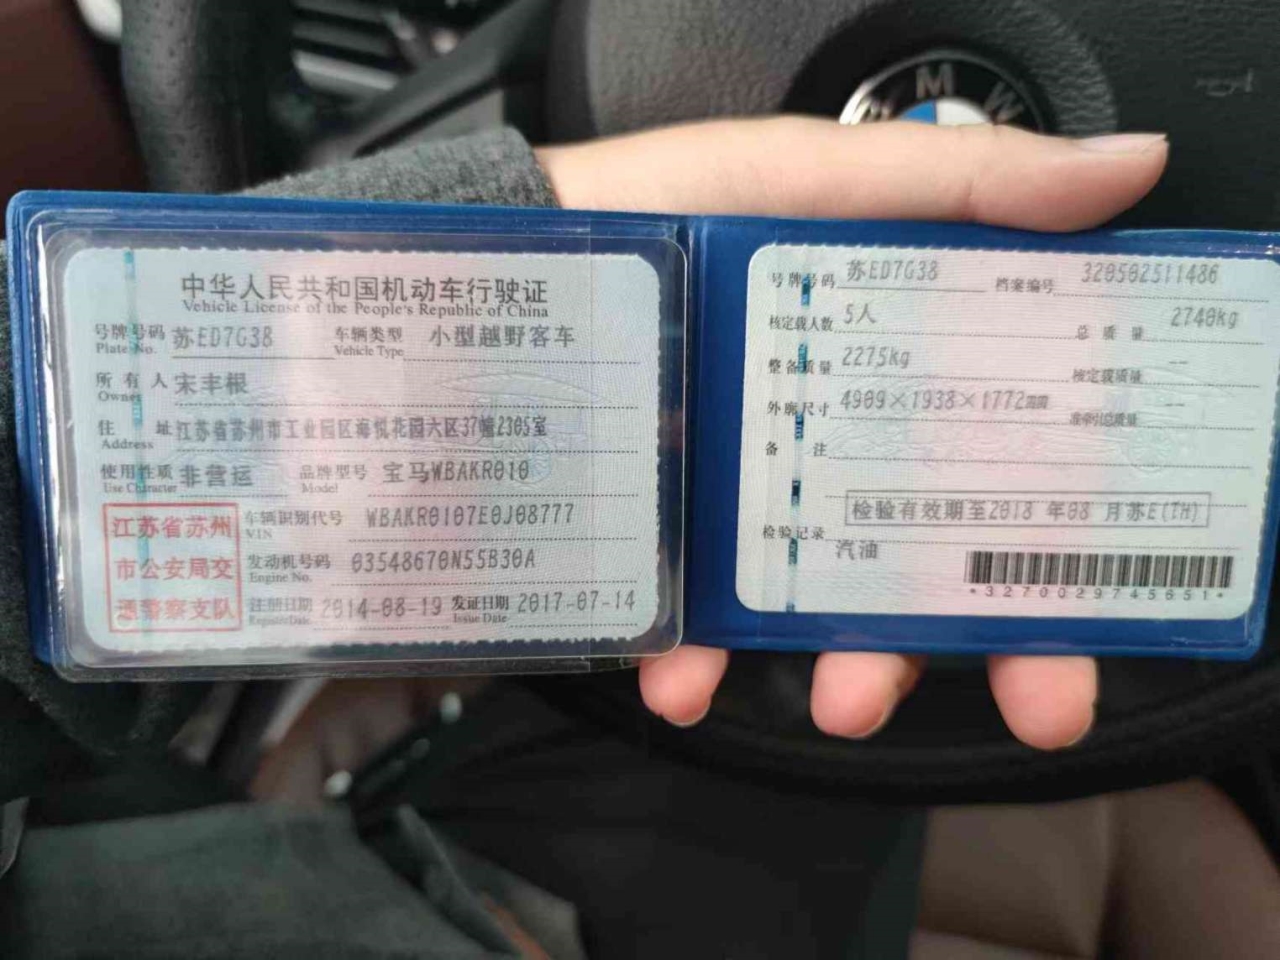 BMW
中华人民共和国机动车行驶证
Vehicle License of the People's Republic of China
号牌号码 苏ED7G38 车辆类型 小型越野客车
Plate No. Vehicle Type
所有人 宋丰根
Owner
住址 江苏省苏州市工业园区海悦花园六区37幢2305室
Address
使用性质 非营运 品牌型号 宝马WBAKR010
Use Character Model
江苏省苏州
市公安局交
通警察支队
车辆识别代号 WBAKR0107E0J08777
VIN
发动机号码 03548670N55B30A
Engine No.
注册日期 2014-08-19 发证日期 2017-07-14
Register Date Issue Date
号牌号码 苏ED7G38 档案编号 320502511486
核定载人数 5人 总质量 2740kg
整备质量 2275kg 核定载质量 --
外廓尺寸 4909×1938×1772mm 准牵引总质量 --
备注
检验有效期至2018 年08 月苏E(TH)
检验记录
汽油
*3270029745651*